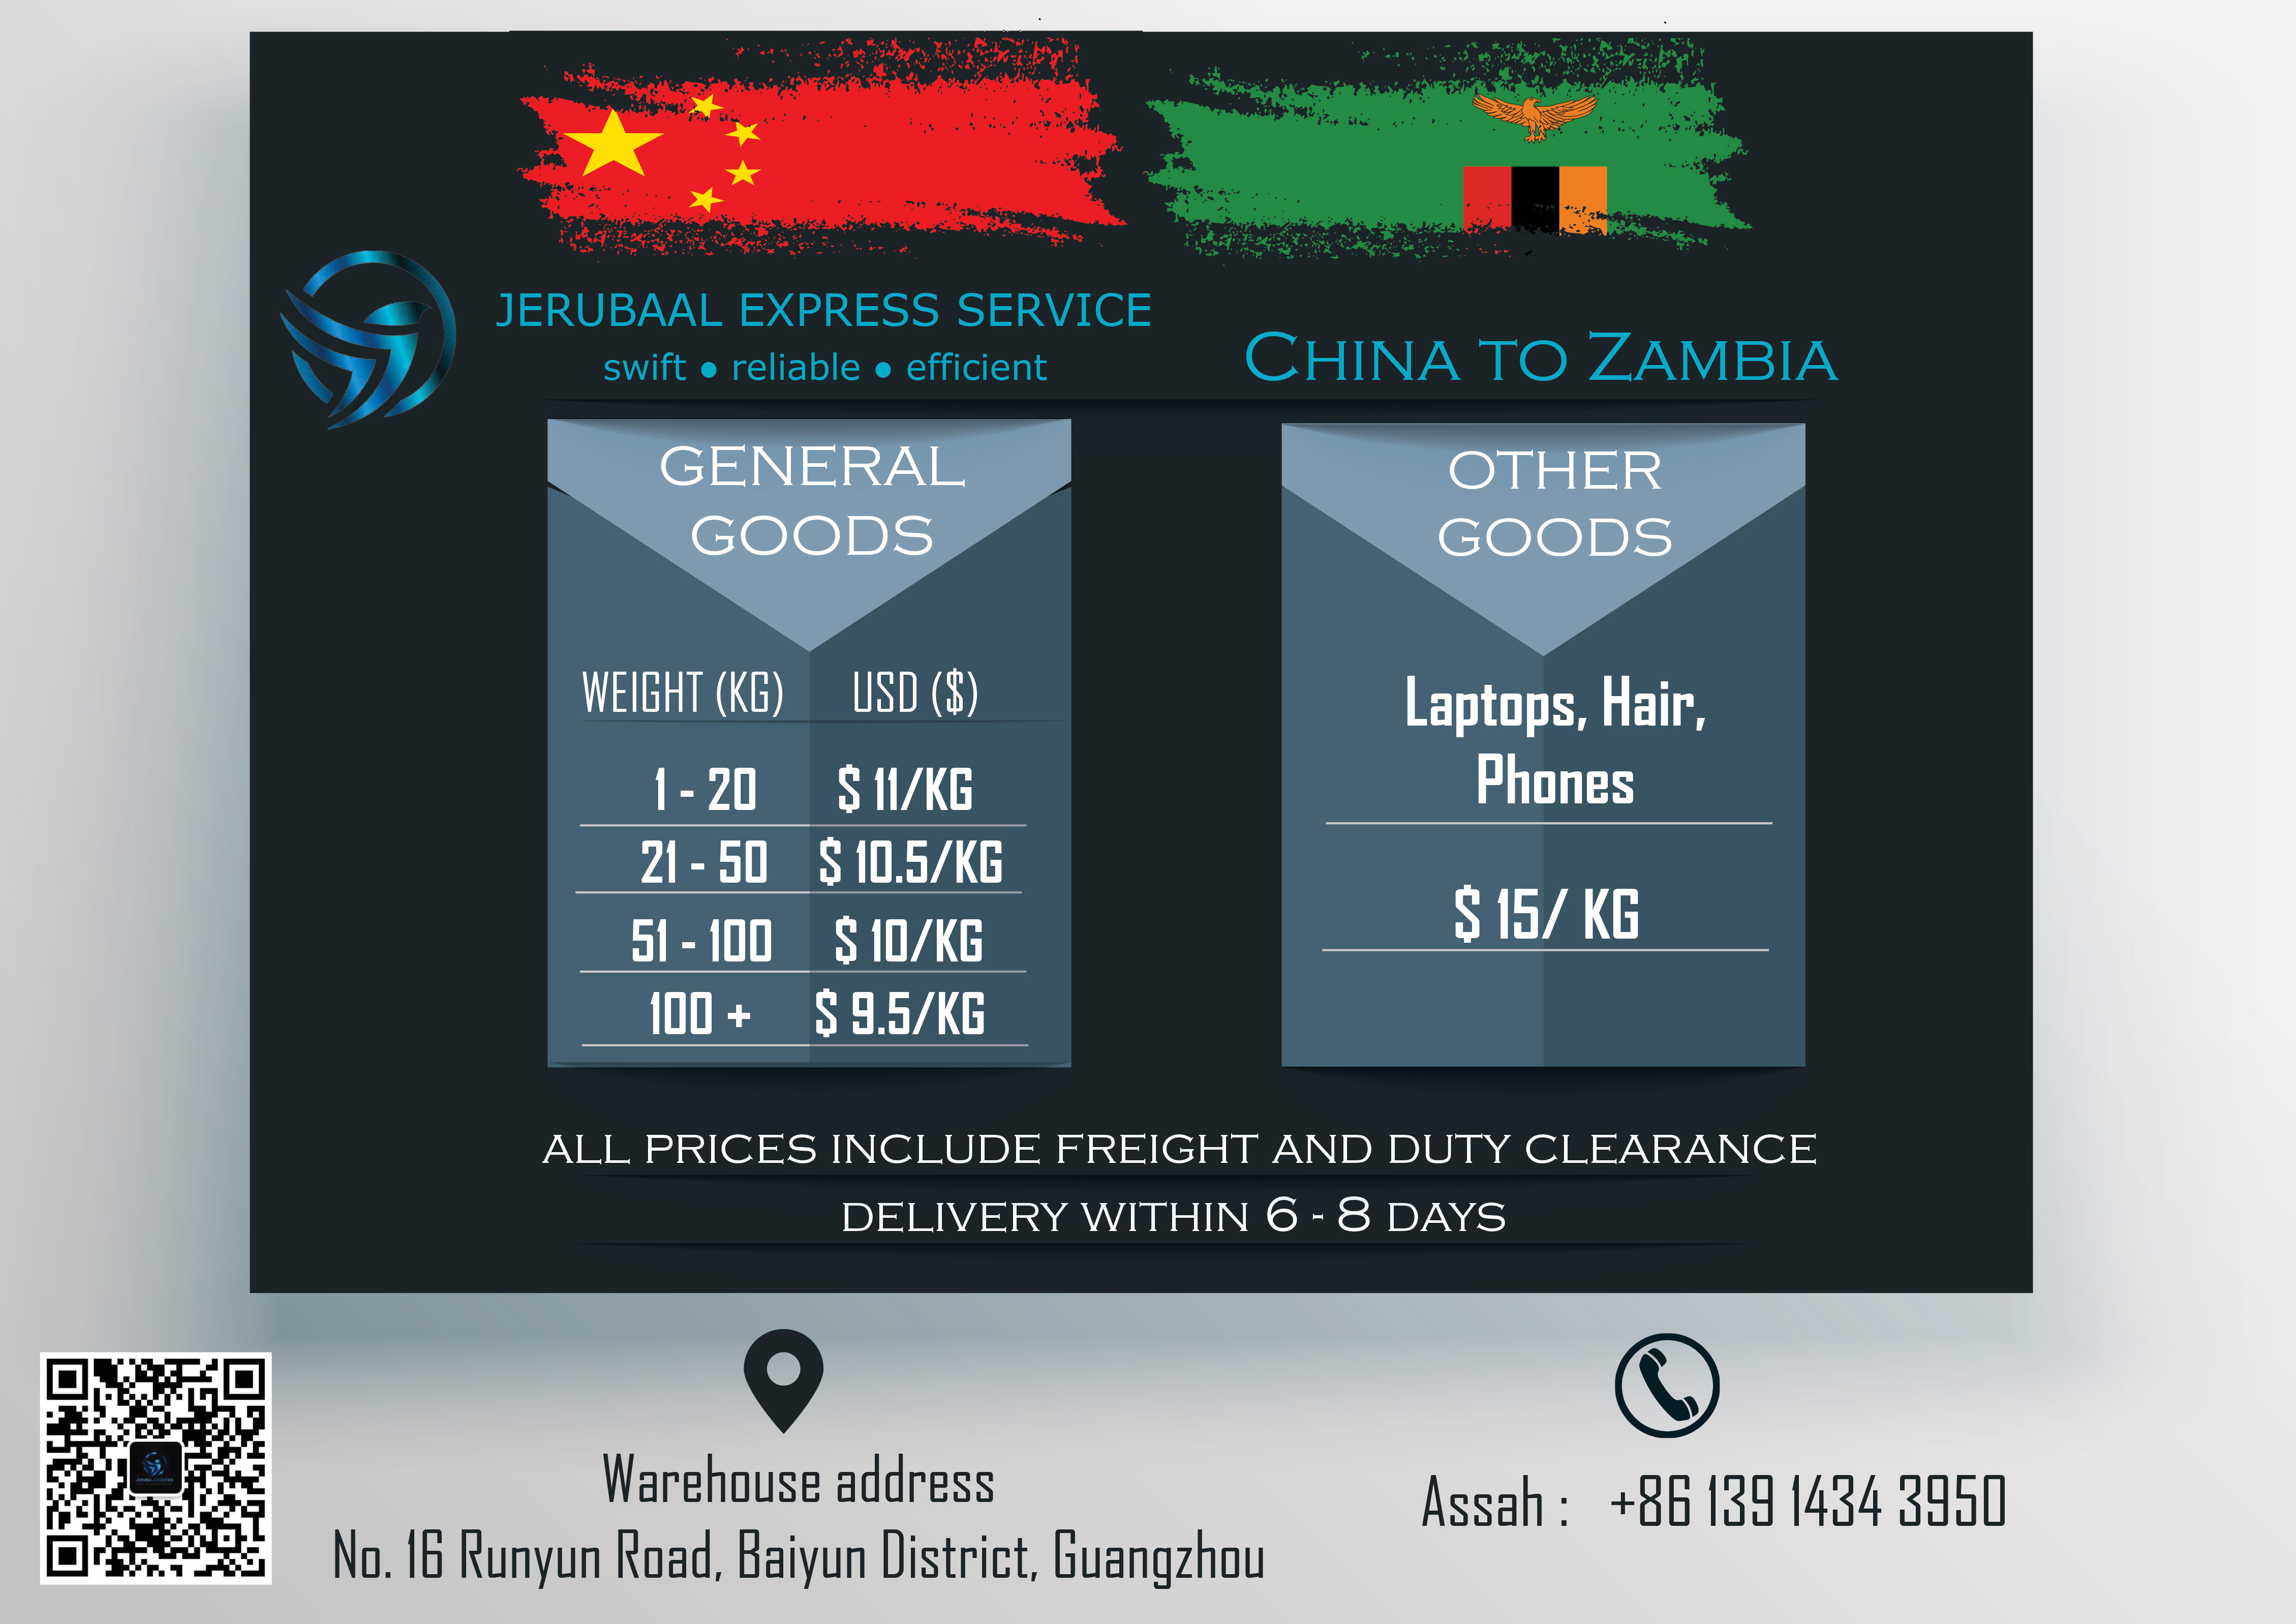 JERUBAAL EXPRESS SERVICE
swift ● reliable ● efficient
CHINA TO ZAMBIA
GENERAL
GOODS
WEIGHT (KG) USD ($)
1 - 20 $ 11/KG
21 - 50 $ 10.5/KG
51 - 100 $ 10/KG
100 + $ 9.5/KG
OTHER
GOODS
Laptops, Hair,
Phones
$ 15/ KG
ALL PRICES INCLUDE FREIGHT AND DUTY CLEARANCE
DELIVERY WITHIN 6 - 8 DAYS
Warehouse address
No. 16 Runyun Road, Baiyun District, Guangzhou
Assah : +86 139 1434 3950